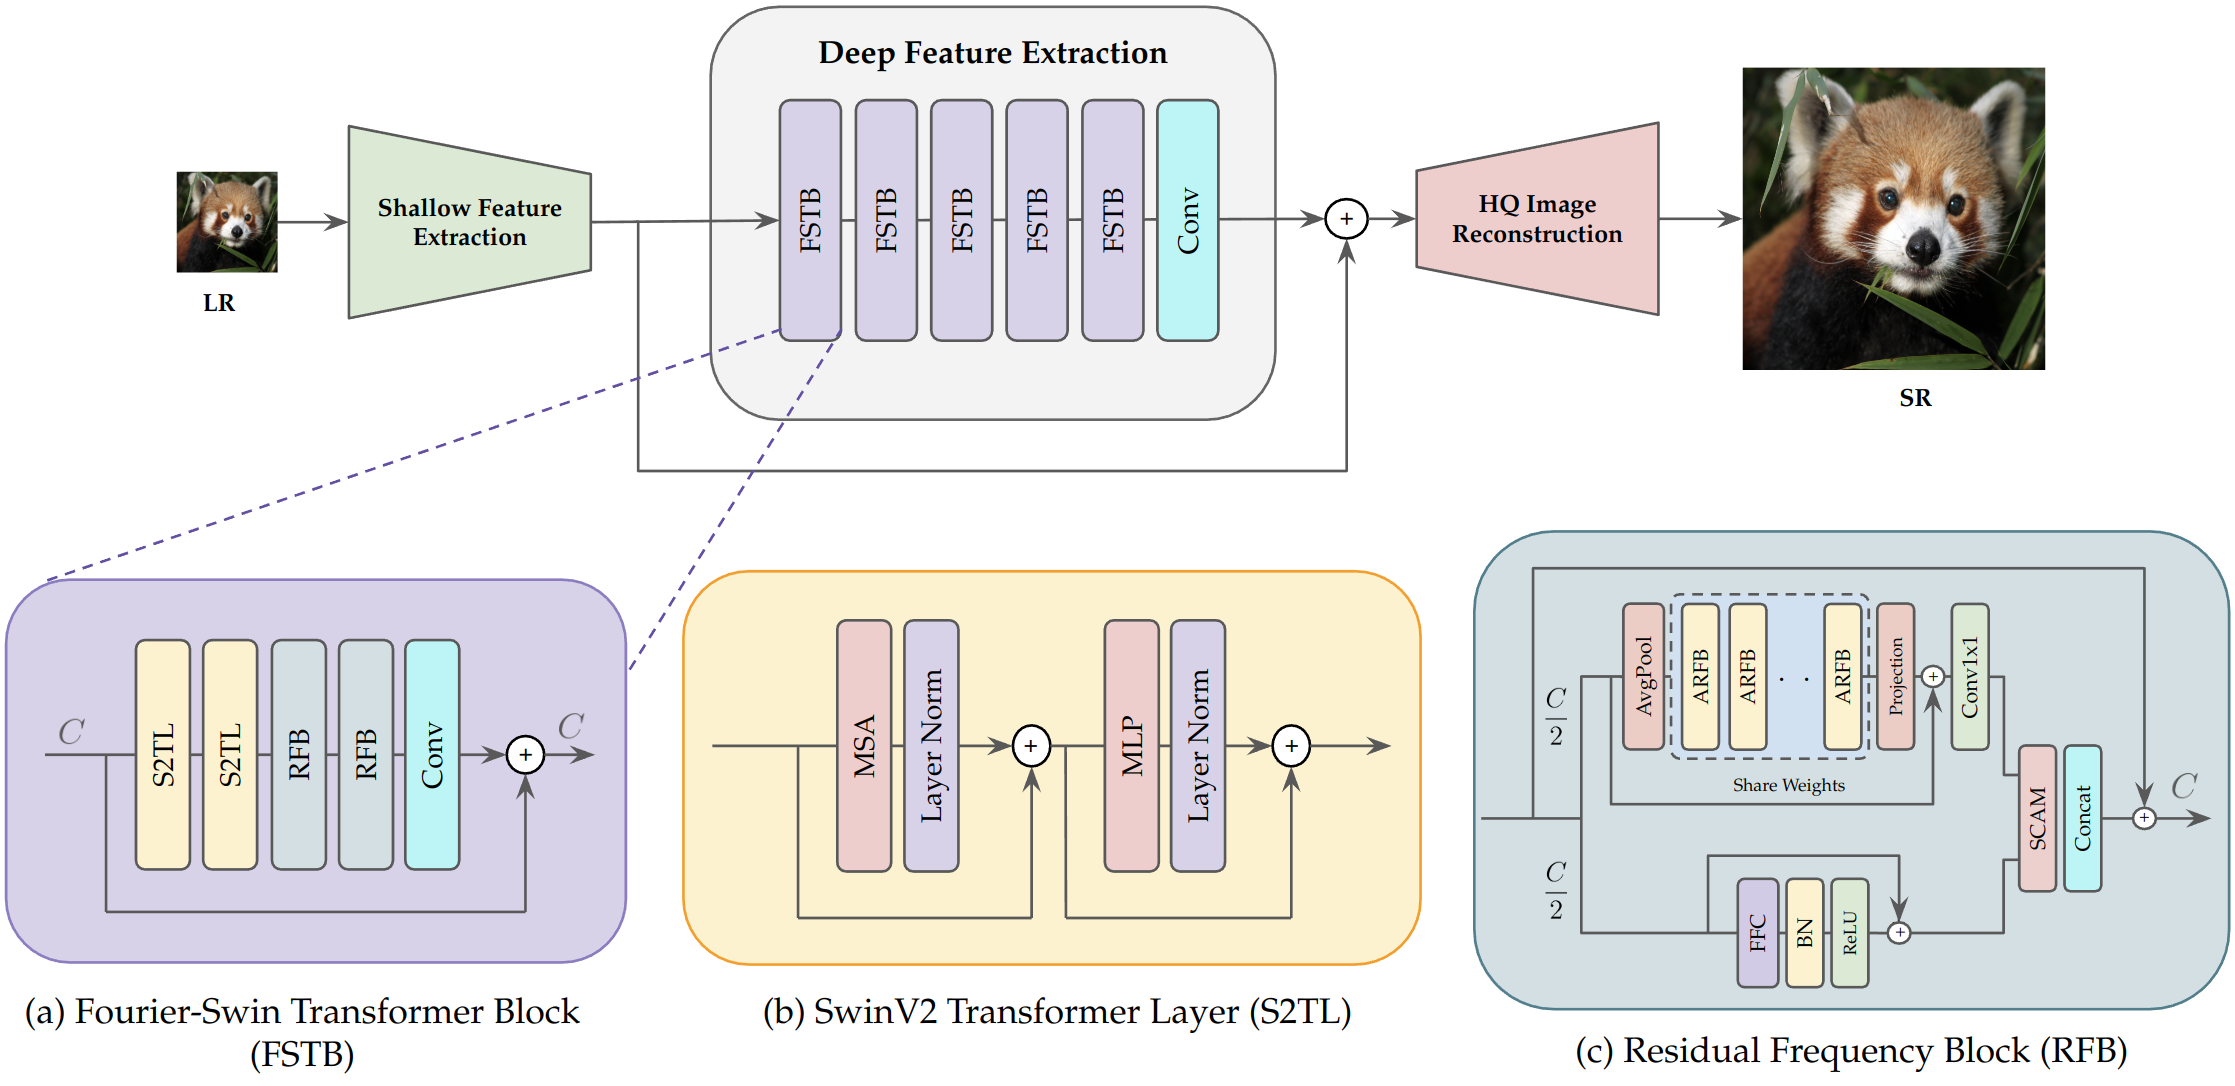 Deep Feature Extraction
LR
Shallow Feature
Extraction
FSTB
FSTB
FSTB
FSTB
FSTB
Conv
+
HQ Image
Reconstruction
SR
C
S2TL
S2TL
RFB
RFB
Conv
+
C
(a) Fourier-Swin Transformer Block
(FSTB)
MSA
Layer Norm
+
MLP
Layer Norm
+
(b) SwinV2 Transformer Layer (S2TL)
C
2
AvgPool
ARFB
ARFB
. .
ARFB
Projection
+
Conv1x1
Share Weights
C
2
FFC
BN
ReLU
+
SCAM
Concat
+
C
(c) Residual Frequency Block (RFB)